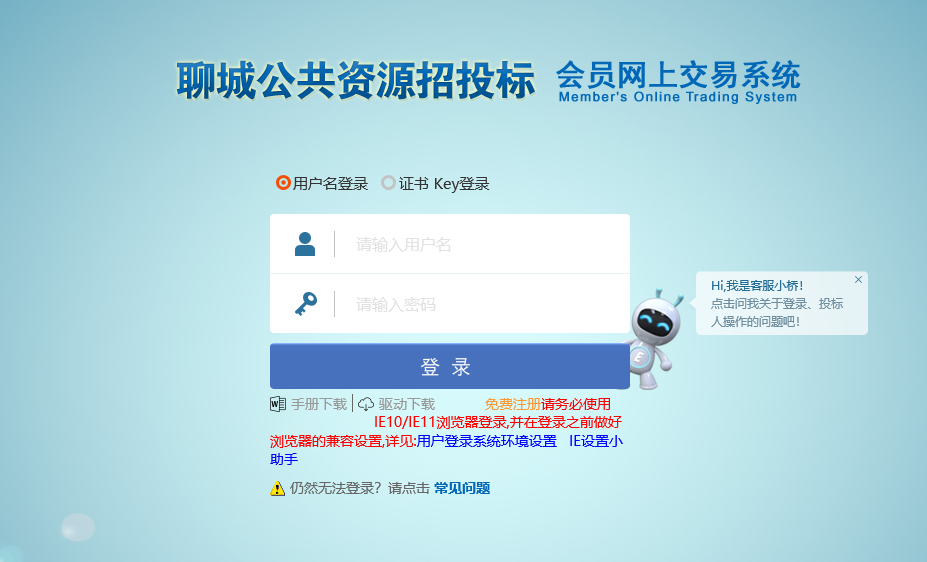 聊城公共资源招投标 会员网上交易系统
Member's Online Trading System
用户名登录 证书 Key登录
请输入用户名
请输入密码
Hi,我是客服小桥！
点击问我关于登录、投标
人操作的问题吧！
登 录
手册下载 驱动下载 免费注册请务必使用
IE10/IE11浏览器登录,并在登录之前做好
浏览器的兼容设置,详见:用户登录系统环境设置 IE设置小
助手
仍然无法登录？请点击 常见问题